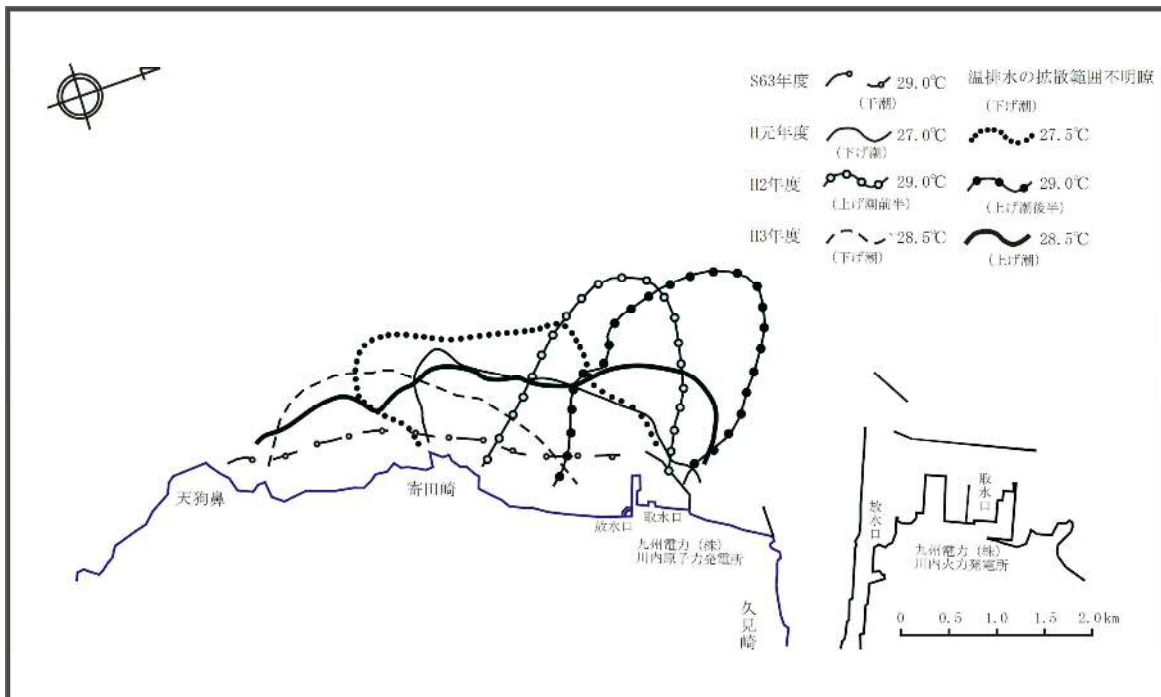 S63年度 29.0℃ 温排水の拡散範囲不明瞭
(干潮) (下げ潮)
H元年度 27.0℃ 27.5℃
(下げ潮)
H2年度 29.0℃ 29.0℃
(上げ潮前半) (上げ潮後半)
H3年度 28.5℃ 28.5℃
(下げ潮) (上げ潮)
天狗鼻
寄田崎
放水口 取水口
九州電力（株）
川内原子力発電所
久見崎
放水口
取水口
九州電力（株）
川内火力発電所
0 0.5 1.0 2.0km